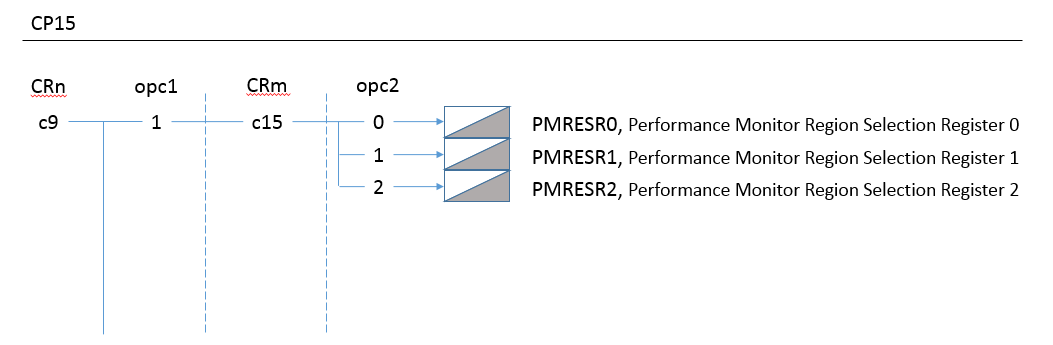 CP15
CRn opc1 CRm opc2
c9 1 c15 0 PMRESR0, Performance Monitor Region Selection Register 0
1 PMRESR1, Performance Monitor Region Selection Register 1
2 PMRESR2, Performance Monitor Region Selection Register 2